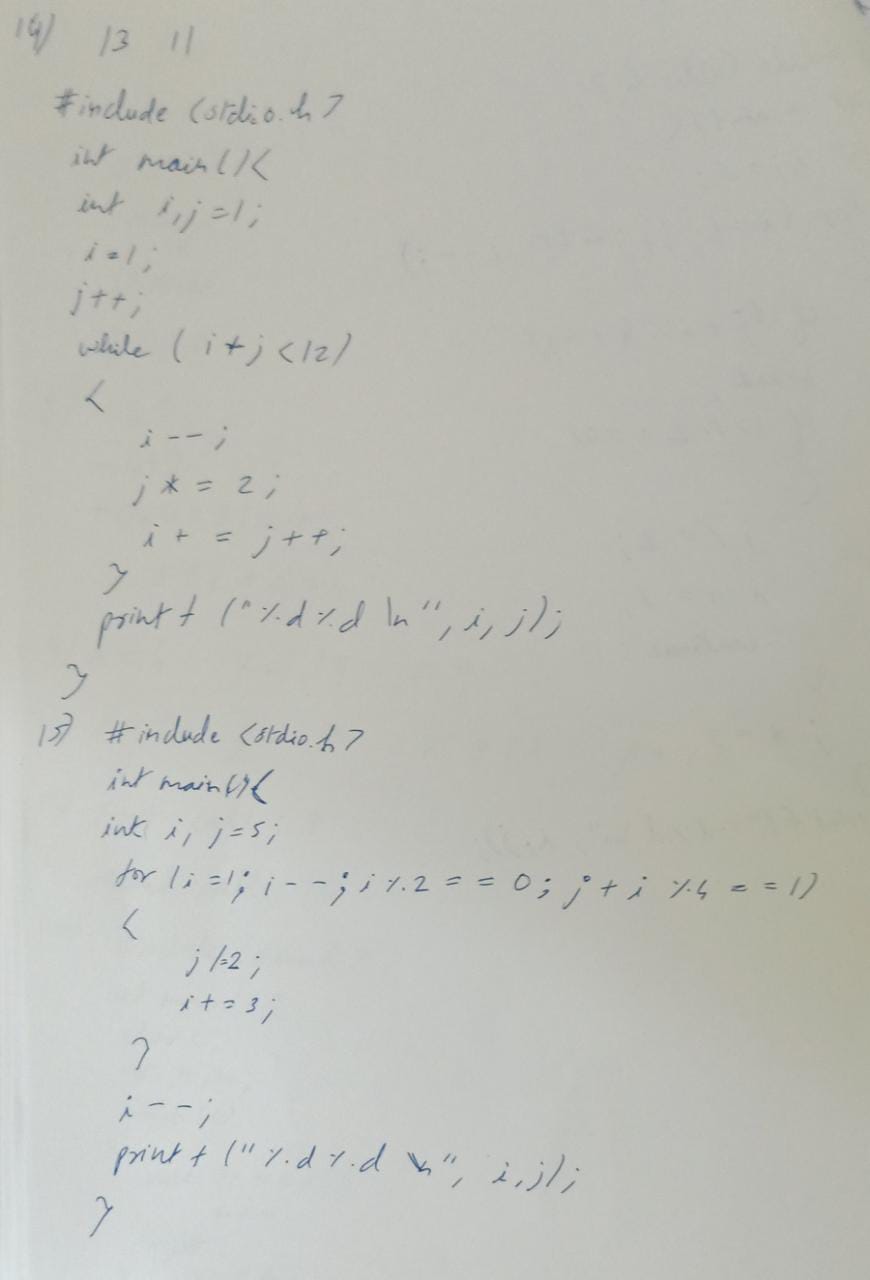 14) 13 11
#include <stdio.h>
int main(){
int i,j=1;
i=1;
j++;
while (i+j<12)
{
i--;
j*=2;
i+=j++;
}
printf("%d%d\n", i, j);
}
15) #include <stdio.h>
int main(){
int i, j=5;
for (i=1; i--; i%2==0; j+i%4==1)
{
j/=2;
i+=3;
}
i--;
printf("%d%d\n", i,j);
}